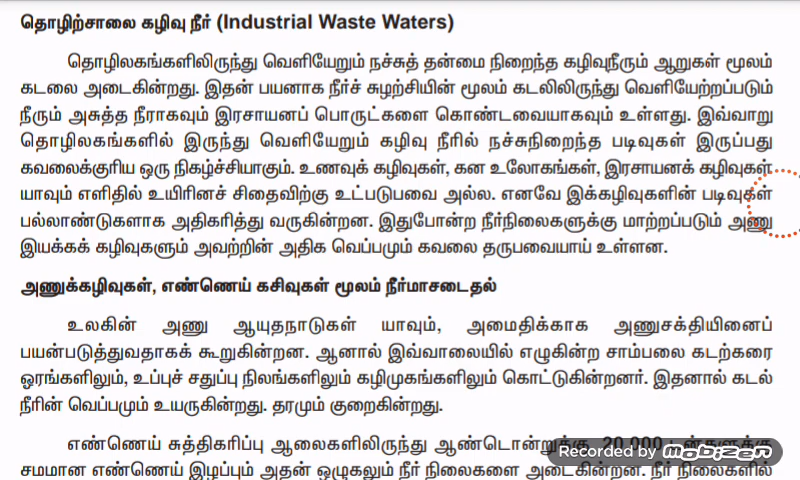 தொழிற்சாலை கழிவு நீர் (Industrial Waste Waters)
தொழிலகங்களிலிருந்து வெளியேறும் நச்சுத் தன்மை நிறைந்த கழிவுநீரும் ஆறுகள் மூலம்
கடலை அடைகின்றது. இதன் பயனாக நீர்ச் சுழற்சியின் மூலம் கடலிலிருந்து வெளியேற்றப்படும்
நீரும் அசுத்த நீராகவும் இரசாயனப் பொருட்களை கொண்டவையாகவும் உள்ளது. இவ்வாறு
தொழிலகங்களில் இருந்து வெளியேறும் கழிவு நீரில் நச்சுநிறைந்த படிவுகள் இருப்பது
கவலைக்குரிய ஒரு நிகழ்ச்சியாகும். உணவுக் கழிவுகள், கன உலோகங்கள், இரசாயனக் கழிவுகள்
யாவும் எளிதில் உயிரினச் சிதைவிற்கு உட்படுபவை அல்ல. எனவே இக்கழிவுகளின் படிவுகள்
பல்லாண்டுகளாக அதிகரித்து வருகின்றன. இதுபோன்ற நீர்நிலைகளுக்கு மாற்றப்படும் அணு
இயக்கக் கழிவுகளும் அவற்றின் அதிக வெப்பமும் கவலை தருபவையாய் உள்ளன.
அணுக்கழிவுகள், எண்ணெய் கசிவுகள் மூலம் நீர்மாசடைதல்
உலகின் அணு ஆயுதநாடுகள் யாவும், அமைதிக்காக அணுசக்தியினைப்
பயன்படுத்துவதாகக் கூறுகின்றன. ஆனால் இவ்வாலையில் எழுகின்ற சாம்பலை கடற்கரை
ஓரங்களிலும், உப்புச் சதுப்பு நிலங்களிலும் கழிமுகங்களிலும் கொட்டுகின்றனர். இதனால் கடல்
நீரின் வெப்பமும் உயருகின்றது. தரமும் குறைகின்றது.
எண்ணெய் சுத்திகரிப்பு ஆலைகளிலிருந்து ஆண்டொன்றுக்கு 20,000 டன்களுக்கு
சமமான எண்ணெய் இழப்பும் அதன் ஒழுகலும் நீர் நிலைகளை அடைகின்றன. நீர் நிலைகளில்
Recorded by mobizen